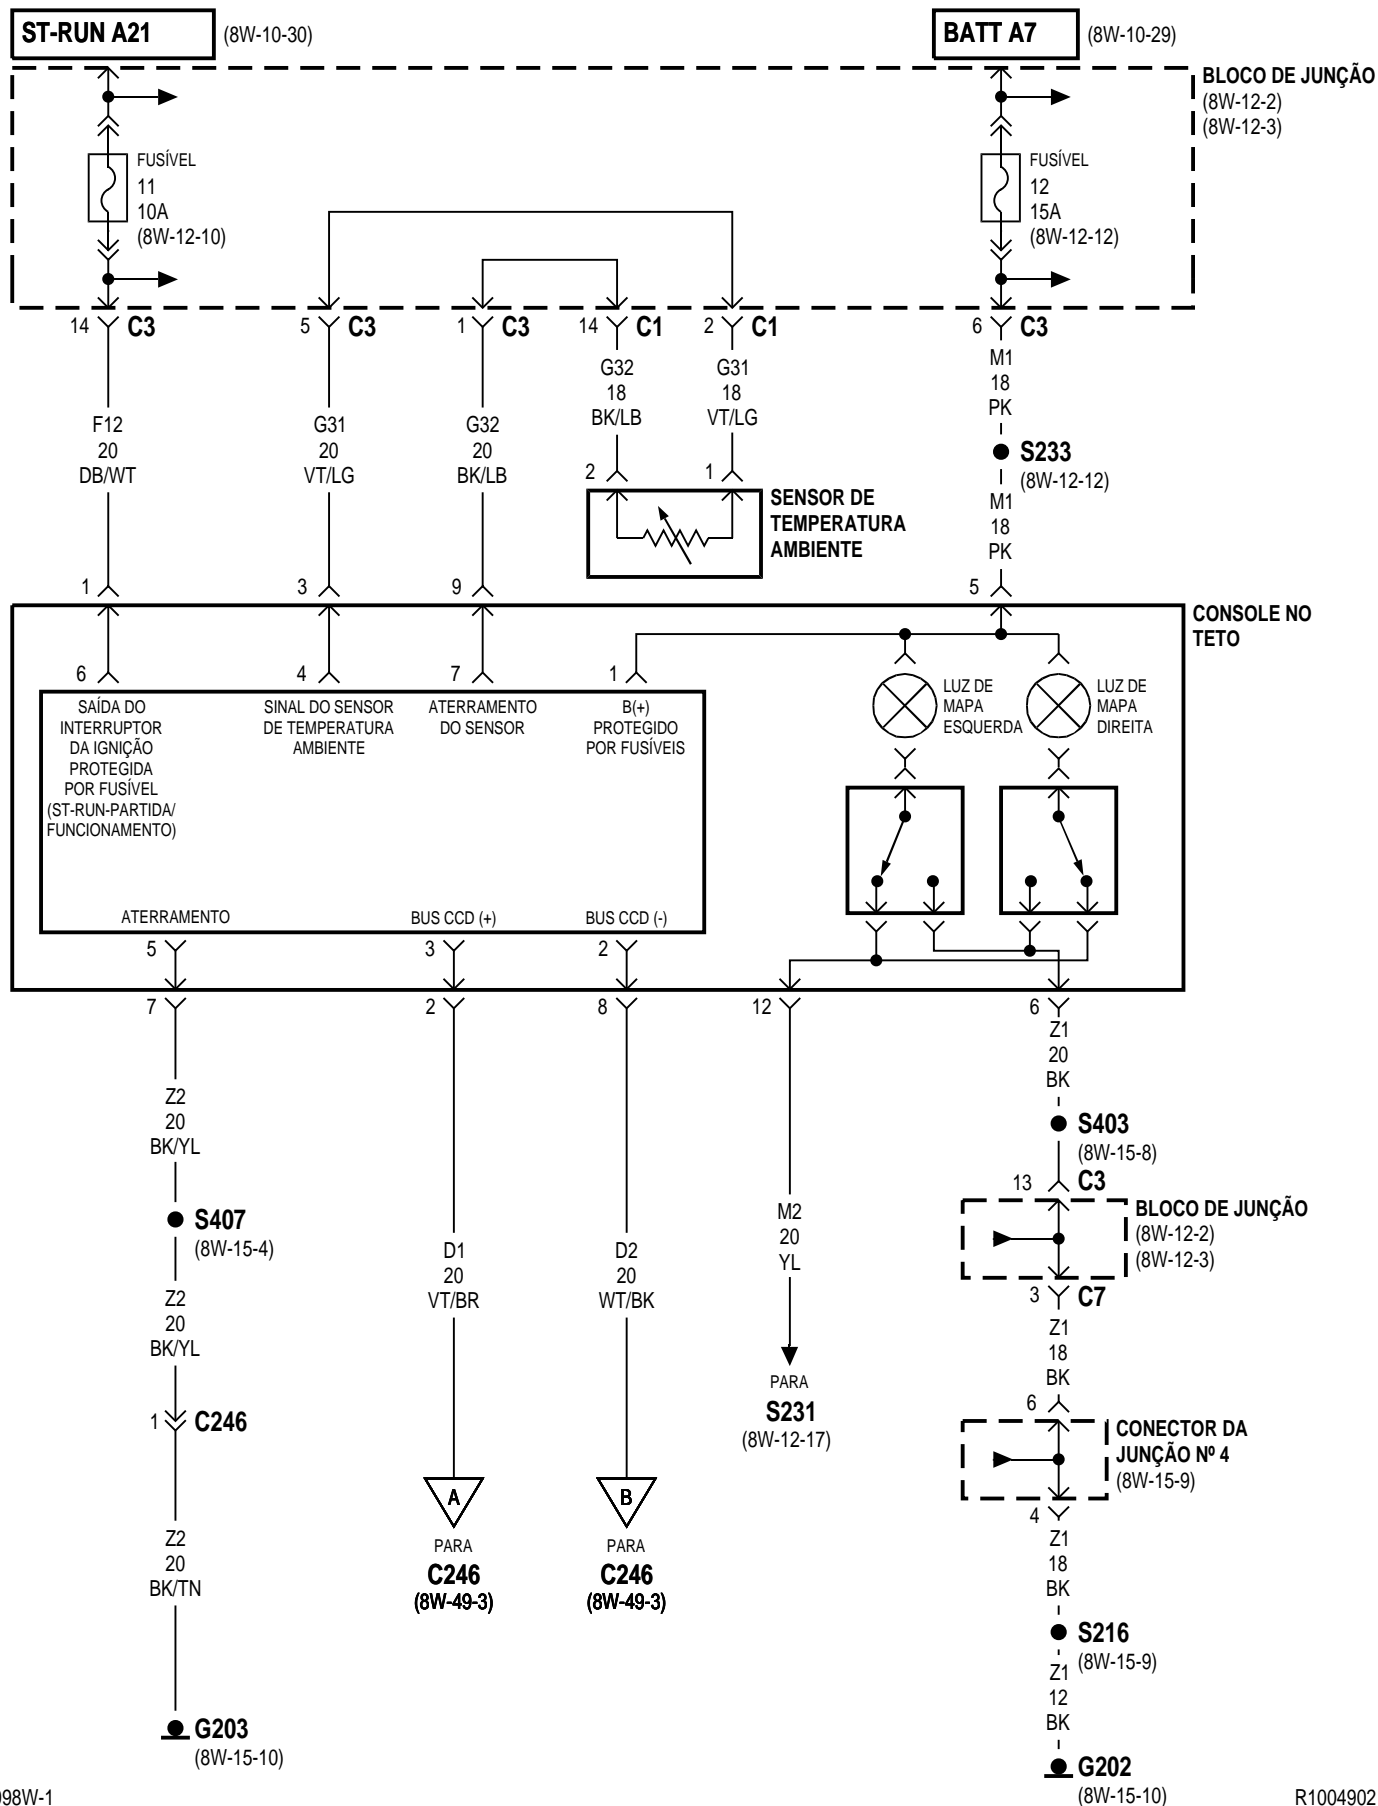 ST-RUN A21
(8W-10-30)
BATT A7
(8W-10-29)
BLOCO DE JUNÇÃO
(8W-12-2)
(8W-12-3)
FUSÍVEL
11
10A
(8W-12-10)
FUSÍVEL
12
15A
(8W-12-12)
14 C3
5 C3
1 C3
14 C1
2 C1
6 C3
F12
20
DB/WT
G31
20
VT/LG
G32
20
BK/LB
G32
18
BK/LB
G31
18
VT/LG
M1
18
PK
S233
(8W-12-12)
M1
18
PK
2
1
SENSOR DE
TEMPERATURA
AMBIENTE
1
3
9
5
CONSOLE NO
TETO
6
4
7
1
SAÍDA DO
INTERRUPTOR
DA IGNIÇÃO
PROTEGIDA
POR FUSÍVEL
(ST-RUN-PARTIDA/
FUNCIONAMENTO)
SINAL DO SENSOR
DE TEMPERATURA
AMBIENTE
ATERRAMENTO
DO SENSOR
B(+)
PROTEGIDO
POR FUSÍVEIS
LUZ DE
MAPA
ESQUERDA
LUZ DE
MAPA
DIREITA
ATERRAMENTO
BUS CCD (+)
BUS CCD (-)
5
3
2
7
2
8
12
6
Z2
20
BK/YL
S407
(8W-15-4)
Z2
20
BK/YL
1 C246
Z2
20
BK/TN
G203
(8W-15-10)
D1
20
VT/BR
A
PARA
C246
(8W-49-3)
D2
20
WT/BK
B
PARA
C246
(8W-49-3)
M2
20
YL
PARA
S231
(8W-12-17)
Z1
20
BK
S403
(8W-15-8)
13 C3
BLOCO DE JUNÇÃO
(8W-12-2)
(8W-12-3)
3 C7
Z1
18
BK
6
CONECTOR DA
JUNÇÃO Nº 4
(8W-15-9)
4
Z1
18
BK
S216
(8W-15-9)
Z1
12
BK
G202
(8W-15-10)
98W-1
R1004902